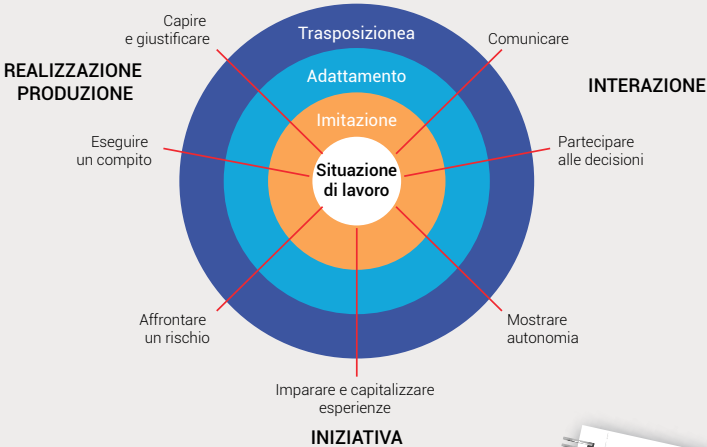 Capire
e giustificare
Trasposizionea
Comunicare
REALIZZAZIONE
PRODUZIONE
Adattamento
INTERAZIONE
Imitazione
Eseguire
un compito
Situazione
di lavoro
Partecipare
alle decisioni
Affrontare
un rischio
Mostrare
autonomia
Imparare e capitalizzare
esperienze
INIZIATIVA